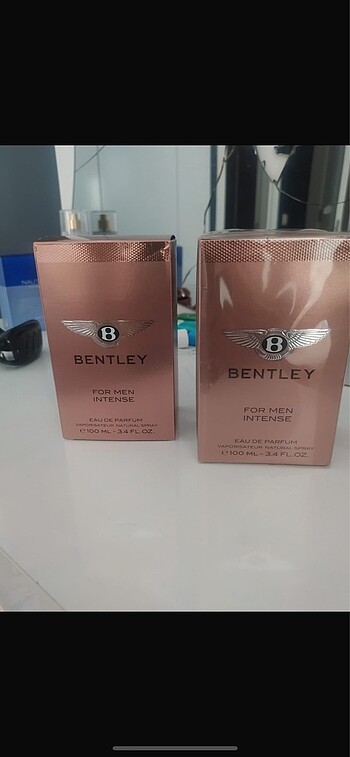 B
BENTLEY
FOR MEN
INTENSE
EAU DE PARFUM
VAPORISATEUR NATURAL SPRAY
℮ 100 ML - 3.4 FL. OZ.
B
BENTLEY
FOR MEN
INTENSE
EAU DE PARFUM
VAPORISATEUR NATURAL SPRAY
℮ 100 ML - 3.4 FL. OZ.